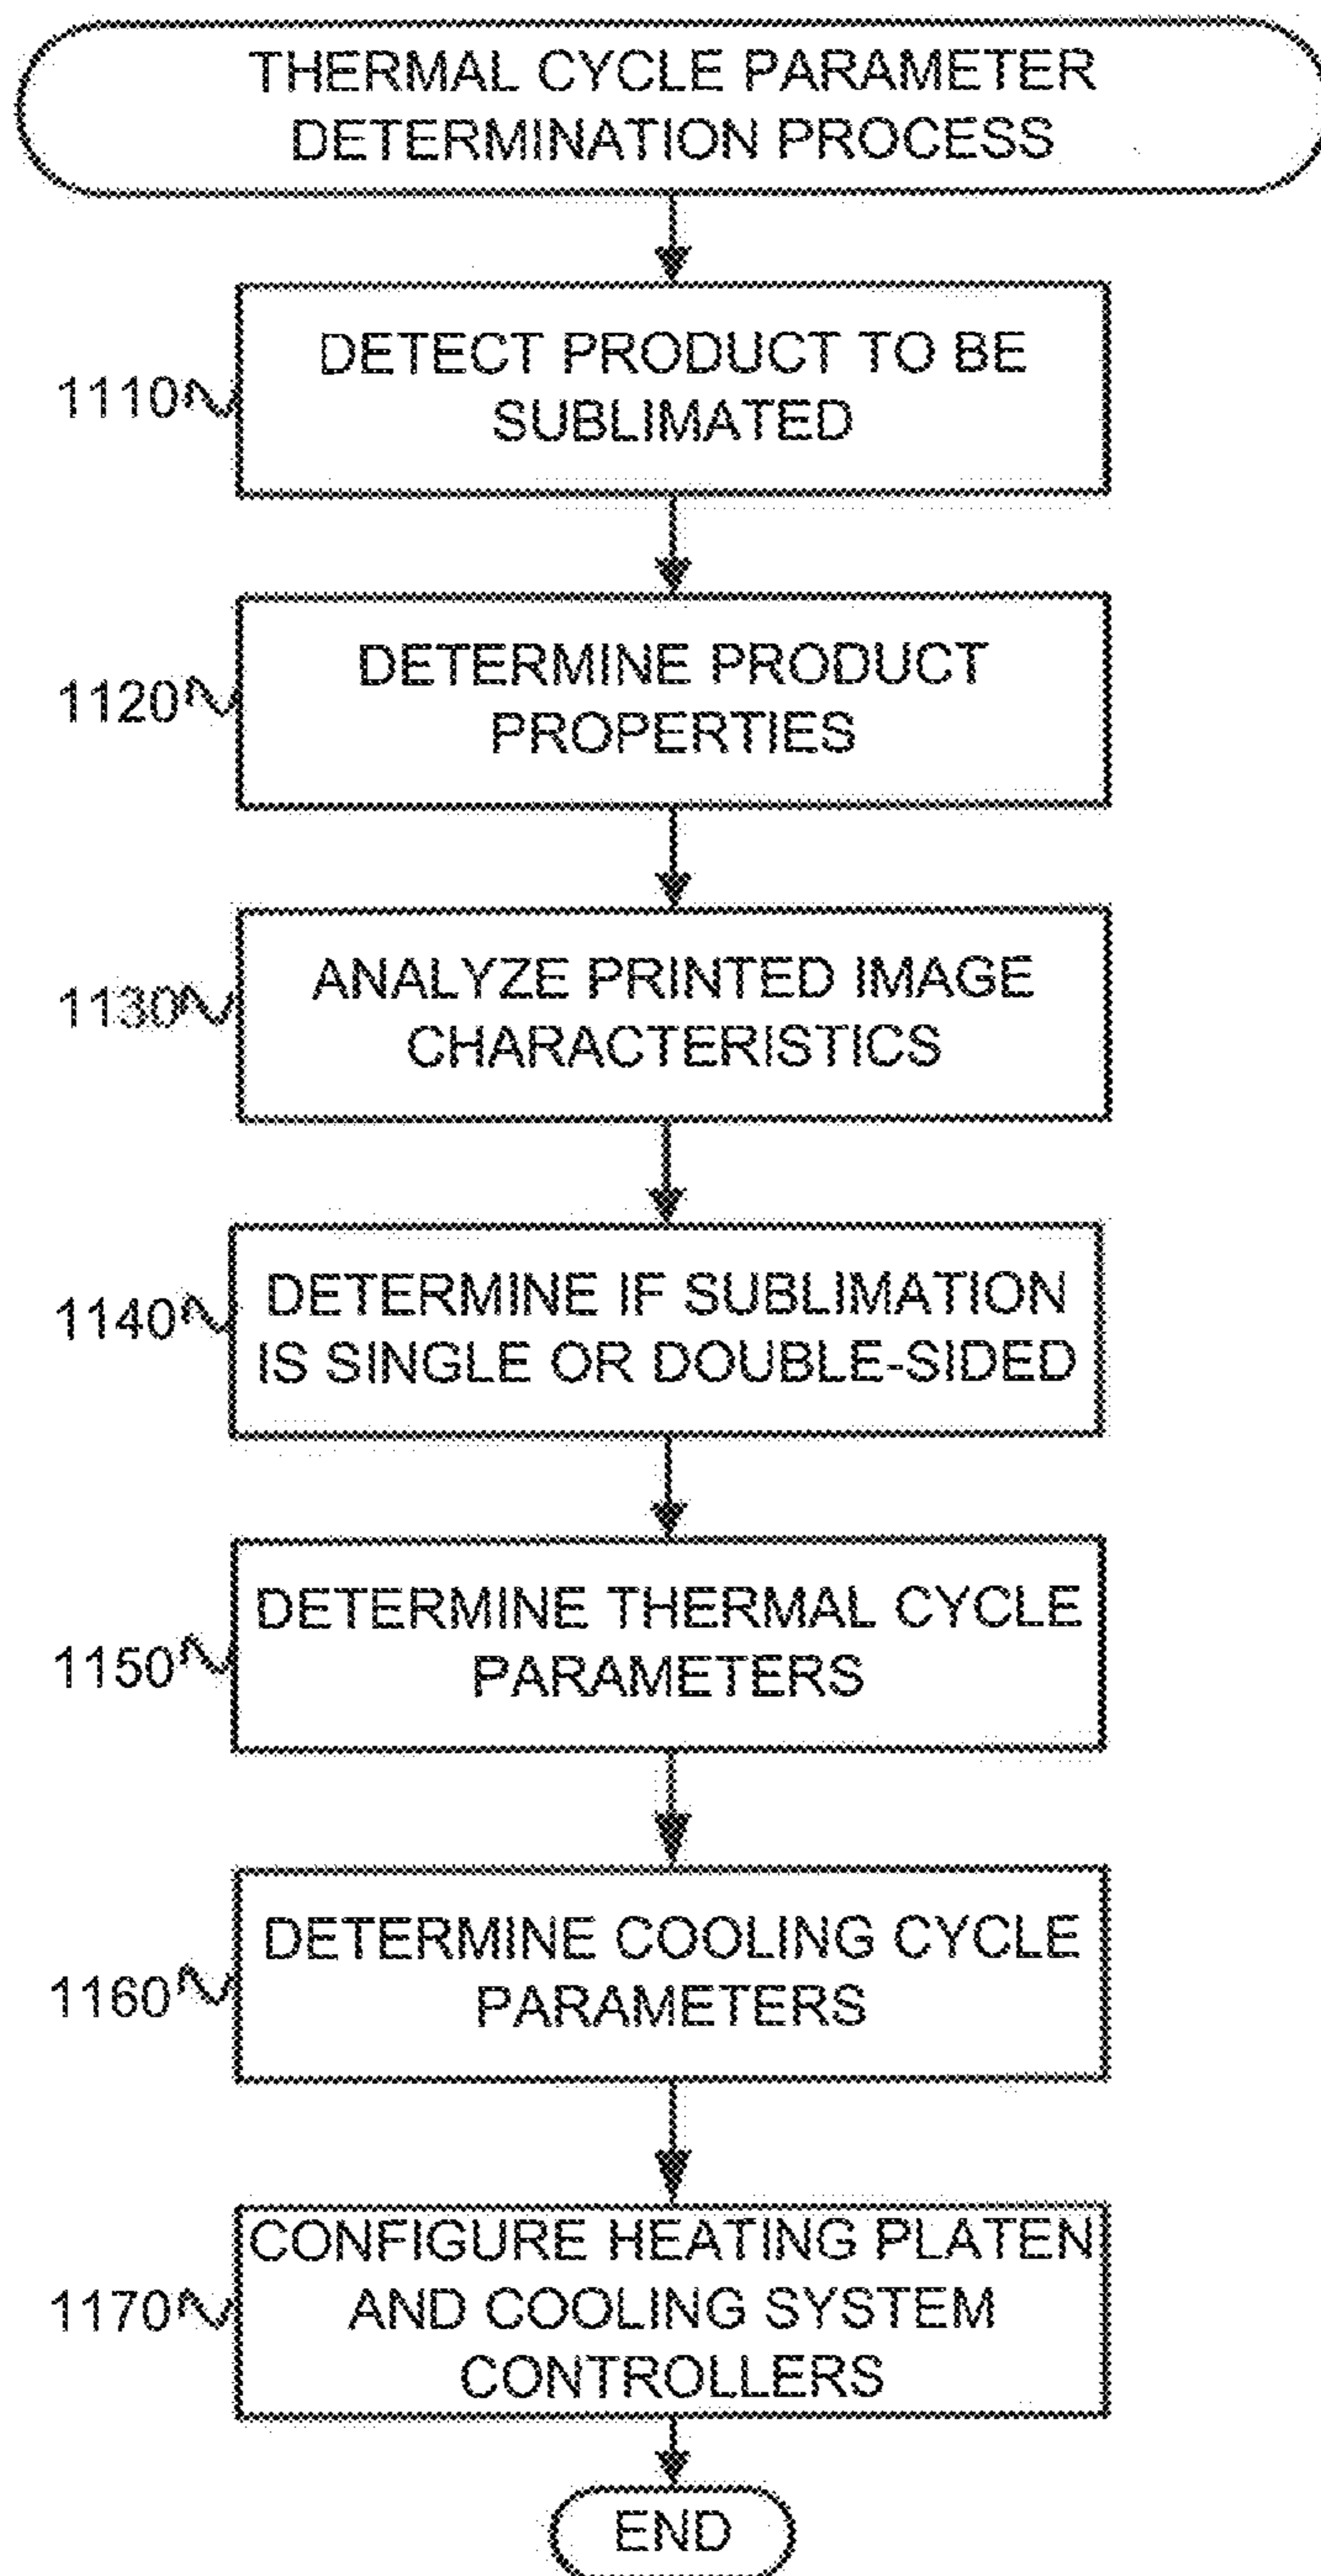 THERMAL CYCLE PARAMETER
DETERMINATION PROCESS
DETECT PRODUCT TO BE
SUBLIMATED
1110
DETERMINE PRODUCT
PROPERTIES
1120
ANALYZE PRINTED IMAGE
CHARACTERISTICS
1130
DETERMINE IF SUBLIMATION
IS SINGLE OR DOUBLE-SIDED
1140
DETERMINE THERMAL CYCLE
PARAMETERS
1150
DETERMINE COOLING CYCLE
PARAMETERS
1160
CONFIGURE HEATING PLATEN
AND COOLING SYSTEM
CONTROLLERS
1170
END